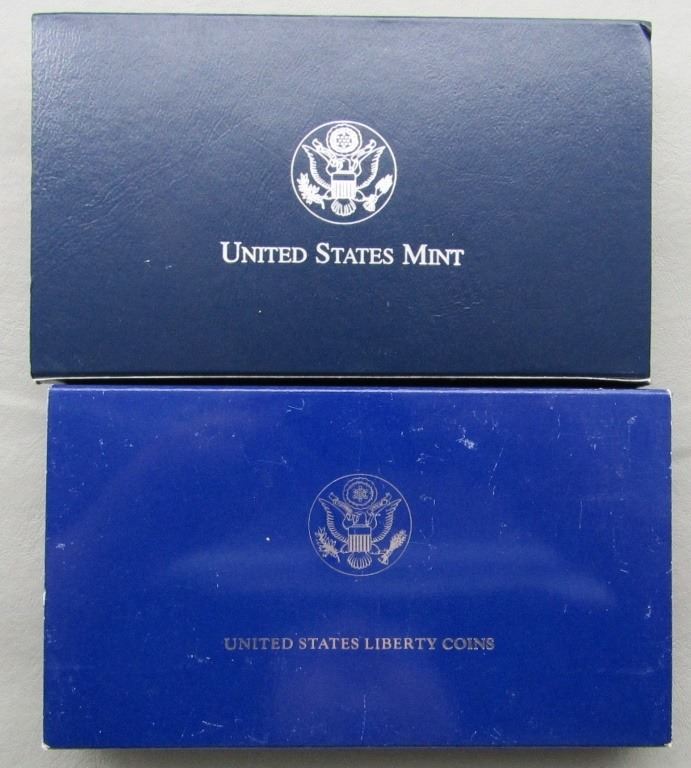 UNITED STATES MINT
UNITED STATES LIBERTY COINS